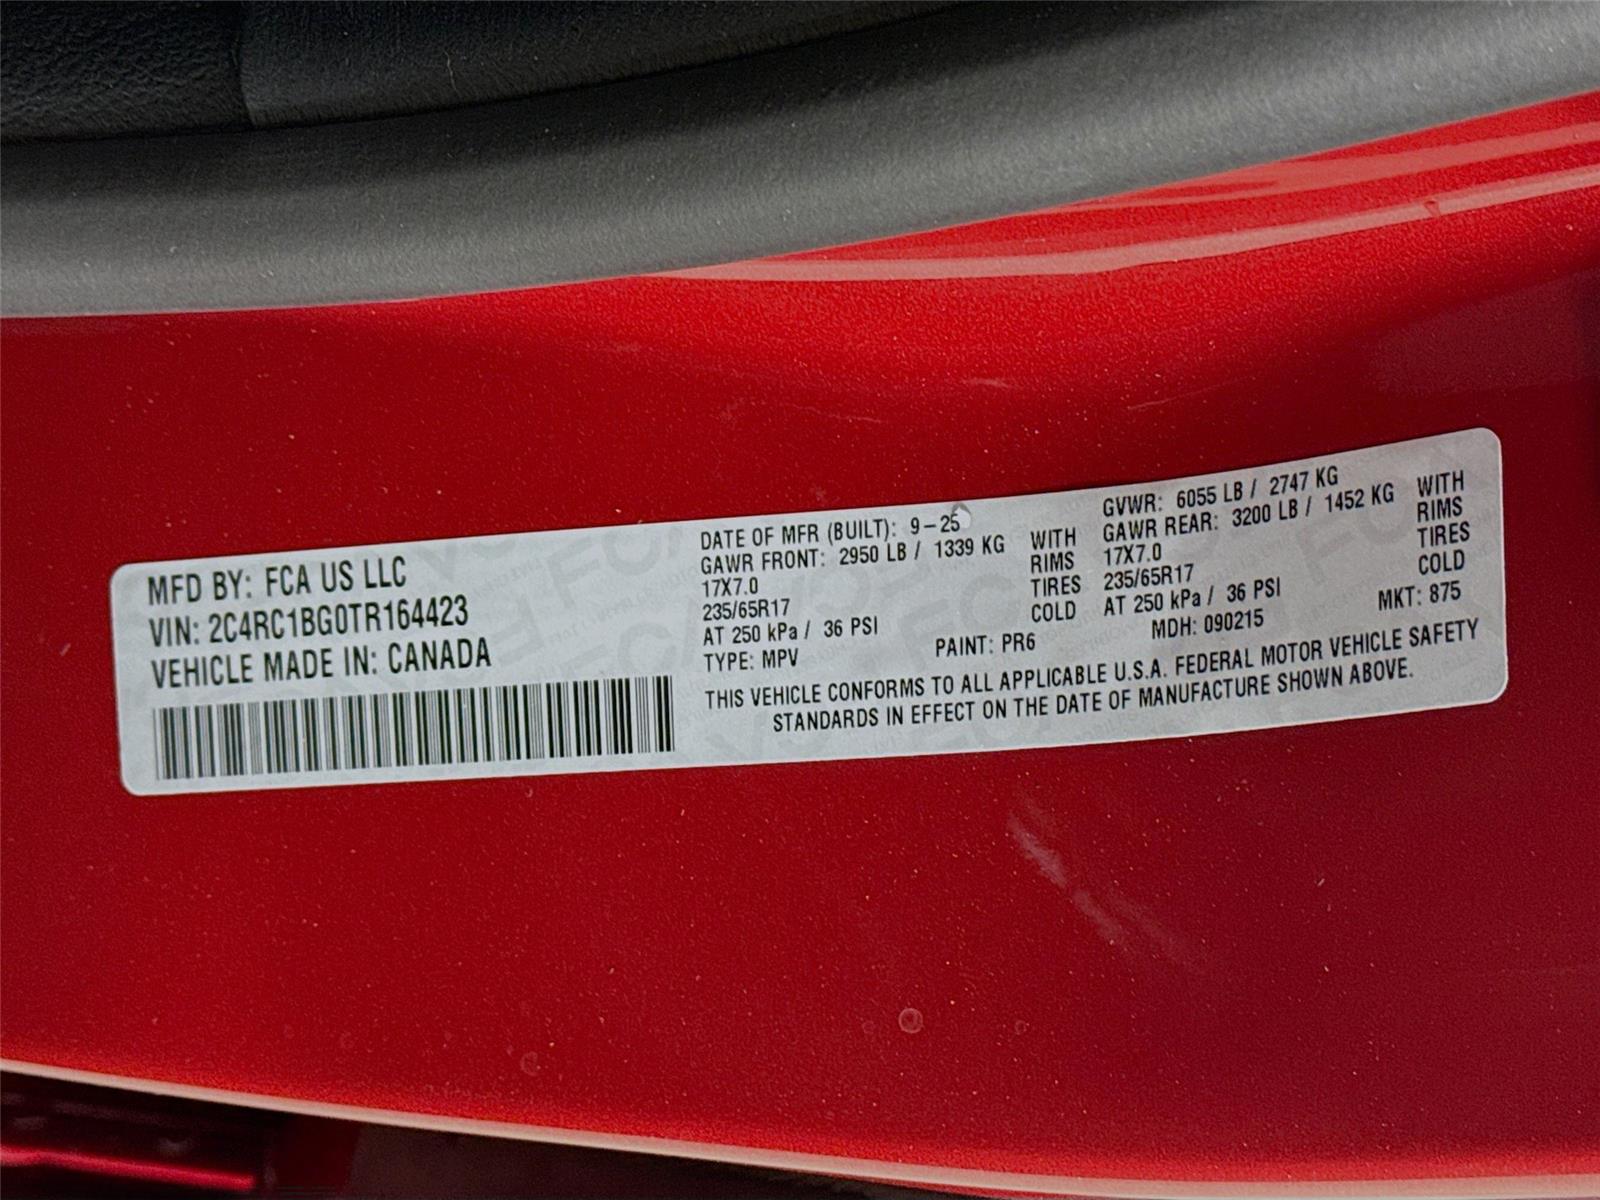 MFD BY: FCA US LLC
VIN: 2C4RC1BG0TR164423
VEHICLE MADE IN: CANADA
DATE OF MFR (BUILT): 9-25
GAWR FRONT: 2950 LB / 1339 KG WITH
17X7.0 RIMS
235/65R17 TIRES
AT 250 kPa / 36 PSI COLD
GVWR: 6055 LB / 2747 KG
GAWR REAR: 3200 LB / 1452 KG WITH
17X7.0 RIMS
235/65R17 TIRES
AT 250 kPa / 36 PSI COLD
TYPE: MPV PAINT: PR6 MDH: 090215 MKT: 875
THIS VEHICLE CONFORMS TO ALL APPLICABLE U.S.A. FEDERAL MOTOR VEHICLE SAFETY
STANDARDS IN EFFECT ON THE DATE OF MANUFACTURE SHOWN ABOVE.